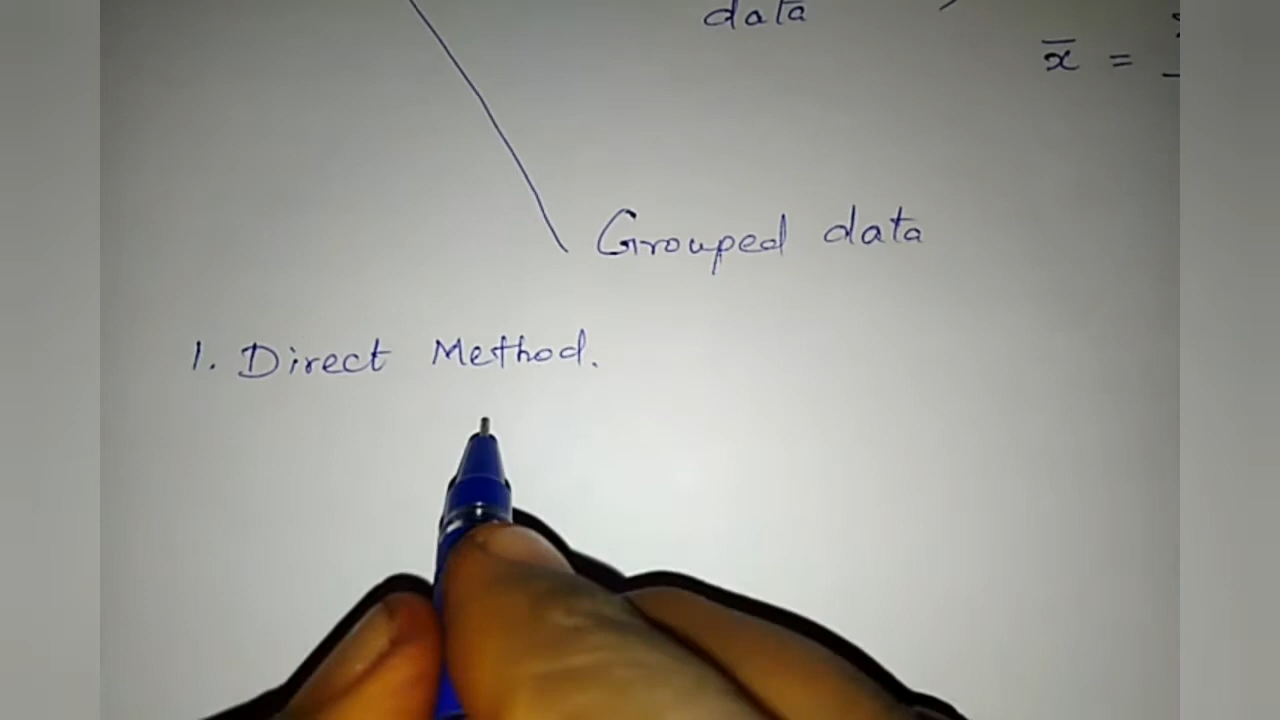 data
x̄ =
Grouped data
1. Direct Method.